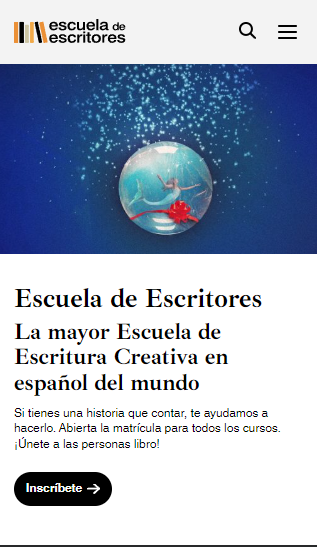 escuela de
escritores
Escuela de Escritores
La mayor Escuela de
Escritura Creativa en
español del mundo
Si tienes una historia que contar, te ayudamos a
hacerlo. Abierta la matrícula para todos los cursos.
¡Únete a las personas libro!
Inscríbete